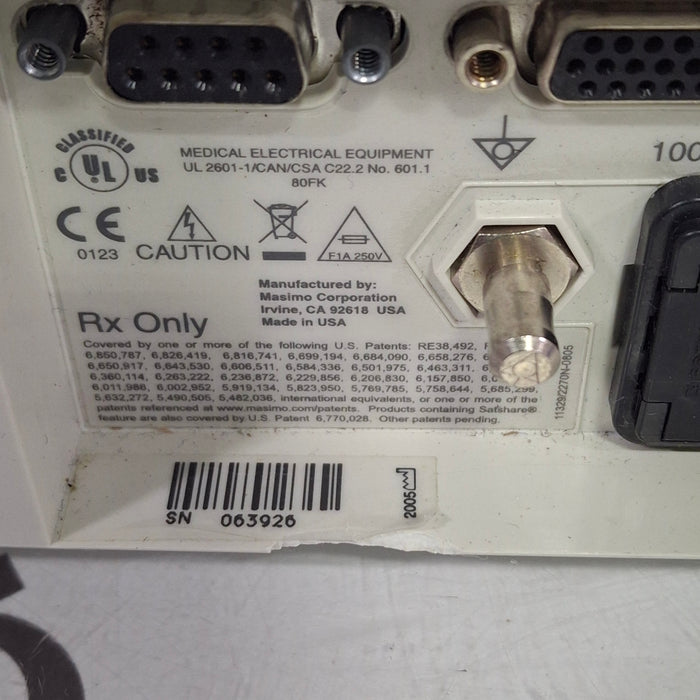 CLASSIFIED
C UL US
MEDICAL ELECTRICAL EQUIPMENT
UL 2601-1/CAN/CSA C22.2 No. 601.1
80FK
100
CE
0123
CAUTION
F1A 250V
Manufactured by:
Masimo Corporation
Irvine, CA 92618 USA
Made in USA
Rx Only
Covered by one or more of the following U.S. Patents: RE38,492,
6,850,787, 6,826,419, 6,816,741, 6,699,194, 6,684,090, 6,658,276,
6,650,917, 6,643,530, 6,606,511, 6,584,336, 6,501,975, 6,463,311,
6,360,114, 6,263,222, 6,236,872, 6,229,856, 6,206,830, 6,157,850,
6,011,986, 6,002,952, 5,919,134, 5,823,950, 5,769,785, 5,758,644, 5,685,299,
5,632,272, 5,490,505, 5,482,036, international equivalents, or one or more of the
patents referenced at www.masimo.com/patents. Products containing Satshare®
feature are also covered by U.S. Patent 6,770,028. Other patents pending.
11329/2270N-0805
SN 063926
2005